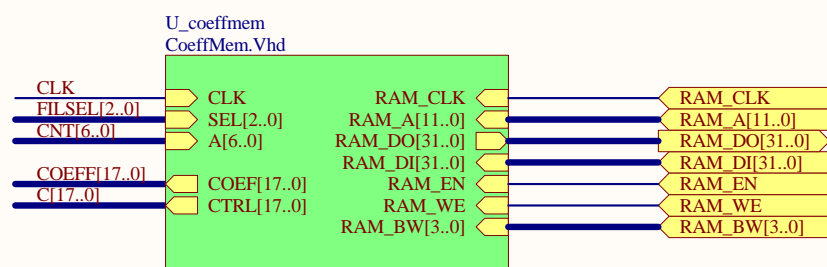 U_coeffmem
CoeffMem.Vhd
CLK CLK RAM_CLK RAM_CLK
FILSEL[2..0] SEL[2..0] RAM_A[11..0] RAM_A[11..0]
CNT[6..0] A[6..0] RAM_DO[31..0] RAM_DO[31..0]
RAM_DI[31..0] RAM_DI[31..0]
COEFF[17..0] COEF[17..0] RAM_EN RAM_EN
C[17..0] CTRL[17..0] RAM_WE RAM_WE
RAM_BW[3..0] RAM_BW[3..0]